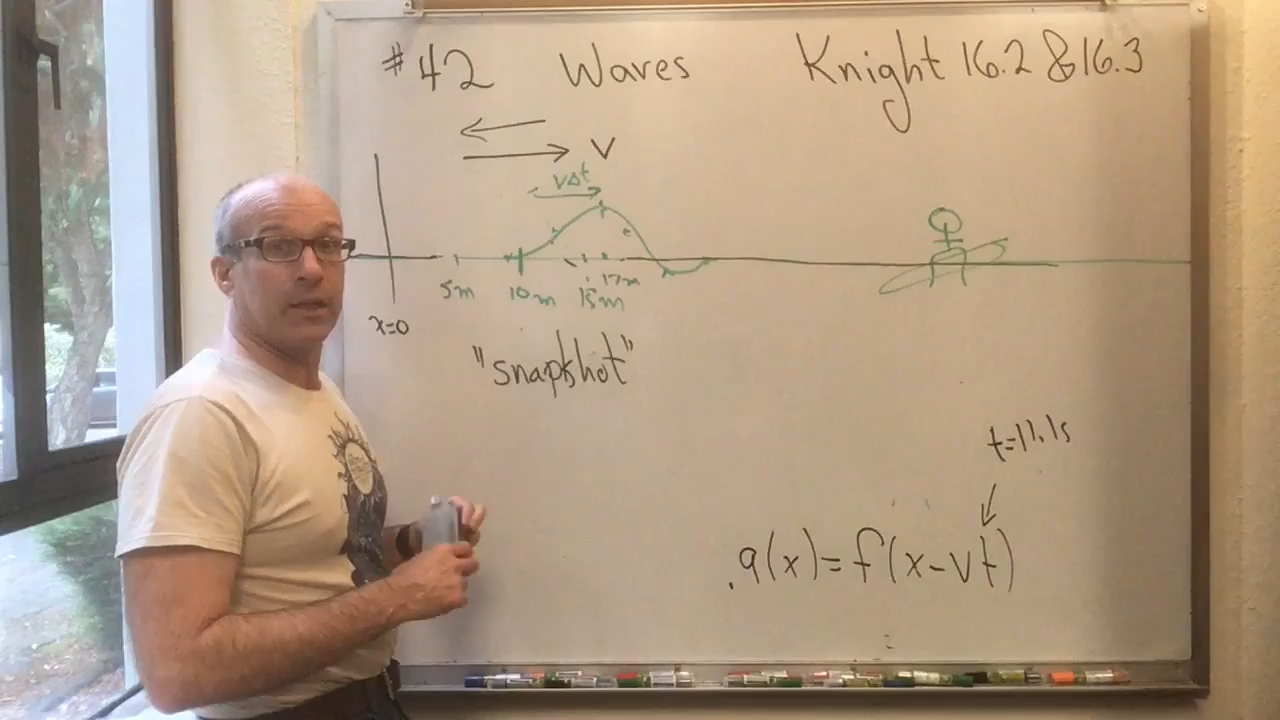 #42 Waves Knight 16.2 & 16.3
V
VΔt
5m 10m 15m 17m
x=0
"snapshot"
t=11.1s
g(x)=f(x-vt)